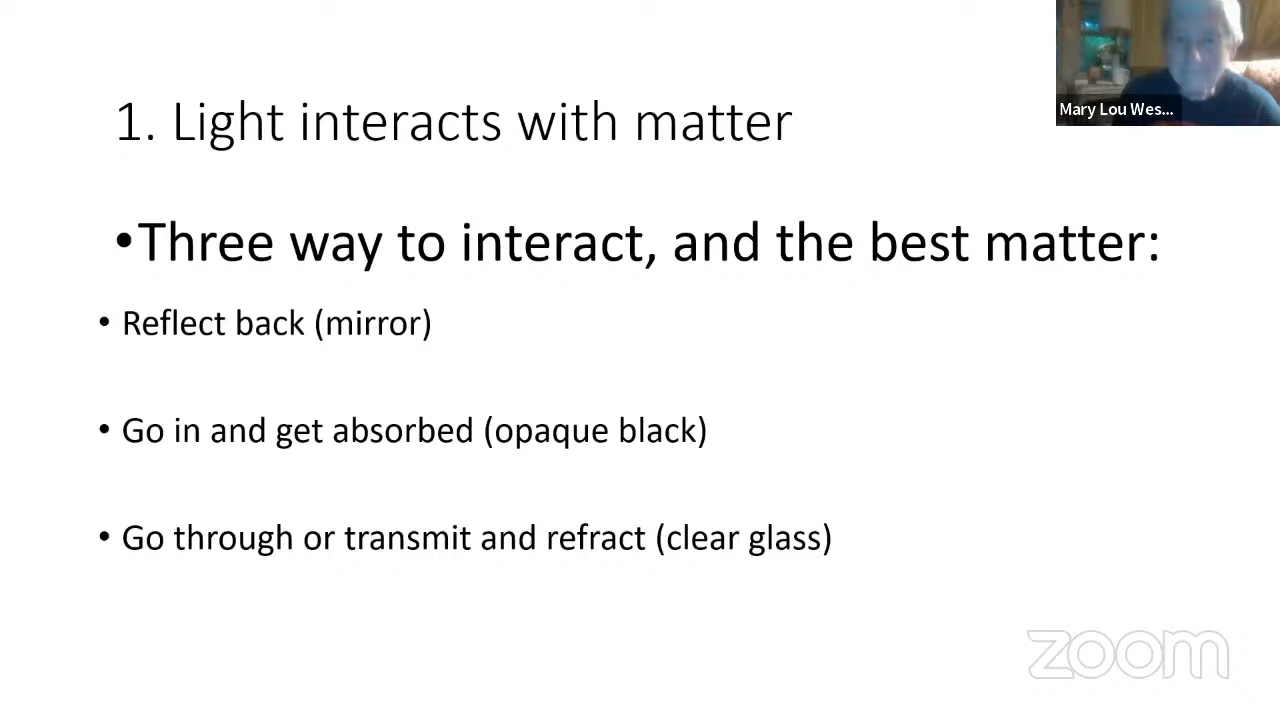 Mary Lou Wes...
1. Light interacts with matter
•Three way to interact, and the best matter:
• Reflect back (mirror)
• Go in and get absorbed (opaque black)
• Go through or transmit and refract (clear glass)
zoom